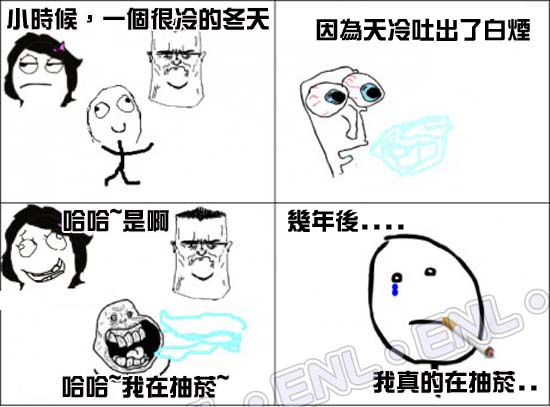 小時候，一個很冷的冬天
因為天冷吐出了白煙
哈哈~是啊
哈哈~我在抽菸~
幾年後....
我真的在抽菸..
ENL · ENL · ENL ·